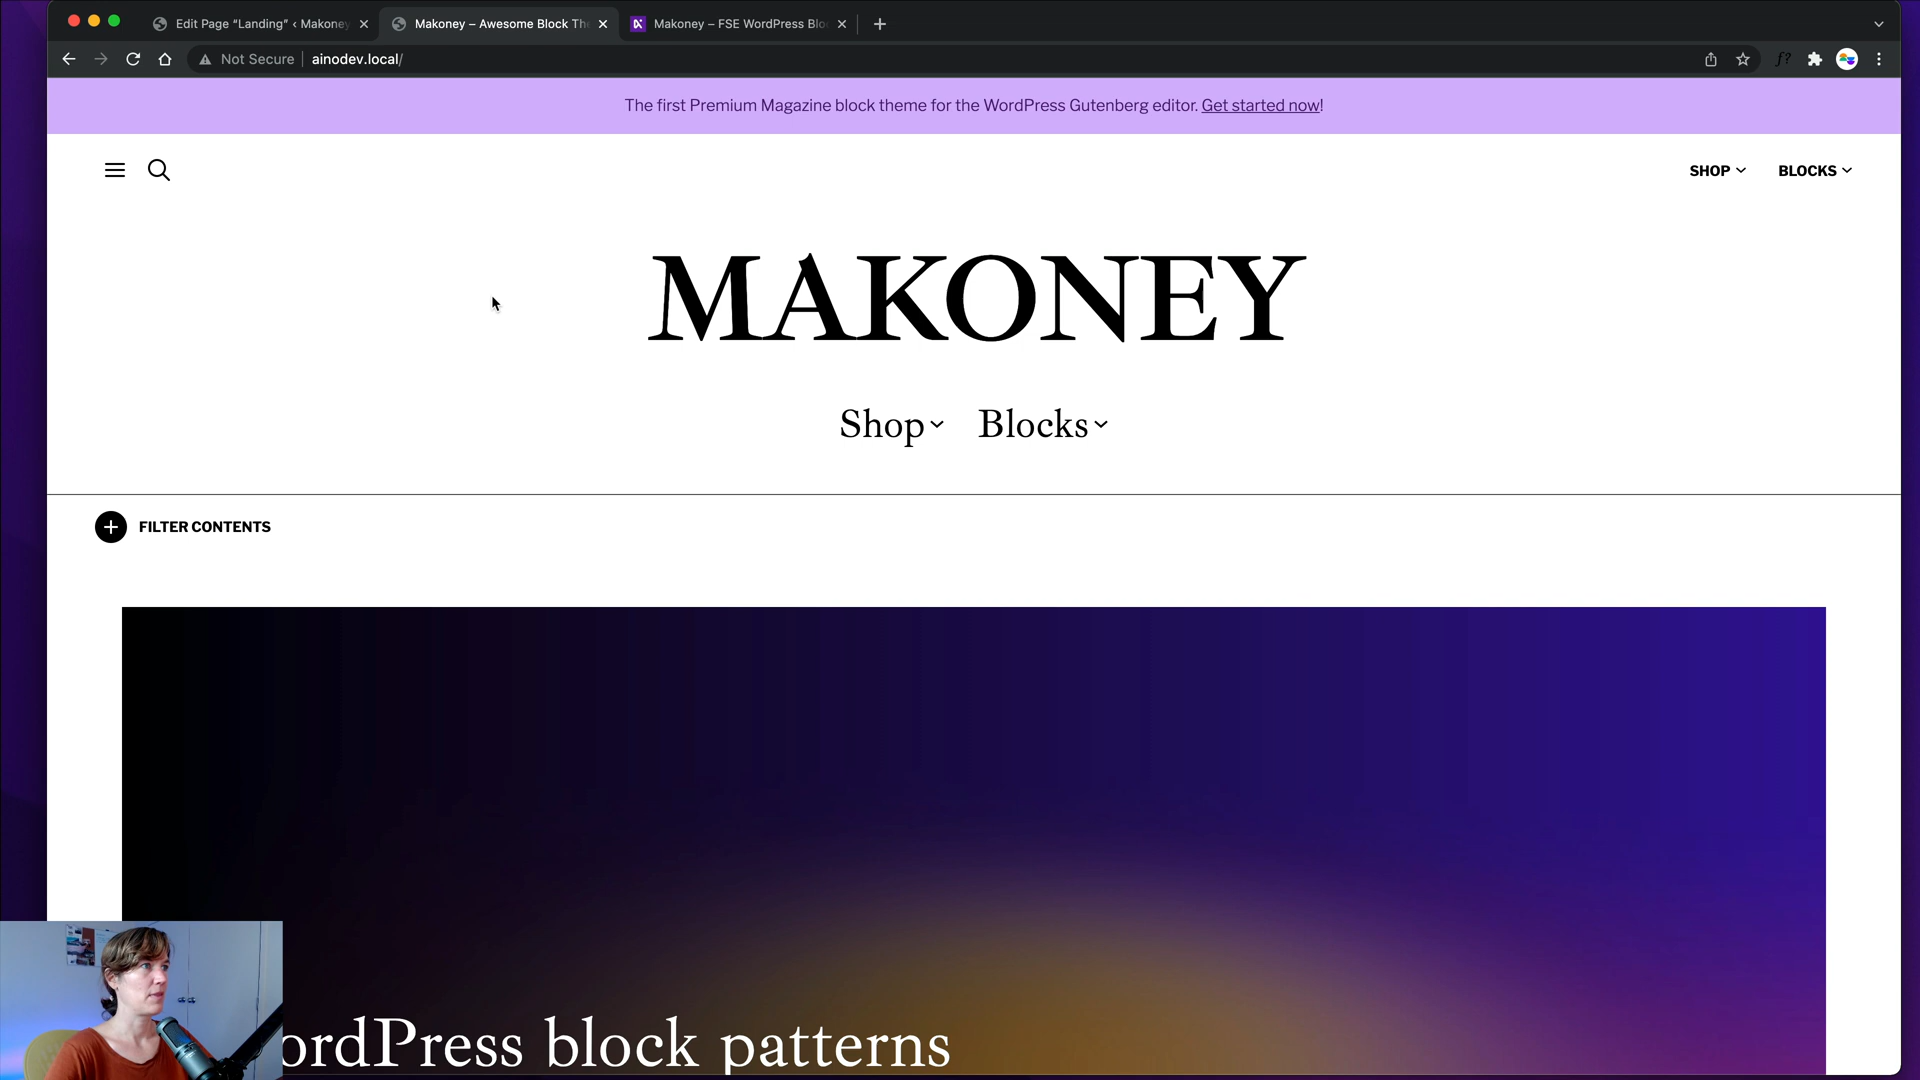 Edit Page “Landing” ‹ Makoney
Makoney – Awesome Block Th
Makoney – FSE WordPress Blo
Not Secure
ainodev.local/
f?
The first Premium Magazine block theme for the WordPress Gutenberg editor. Get started now!
SHOP
BLOCKS
MAKONEY
Shop
Blocks
FILTER CONTENTS
ordPress block patterns